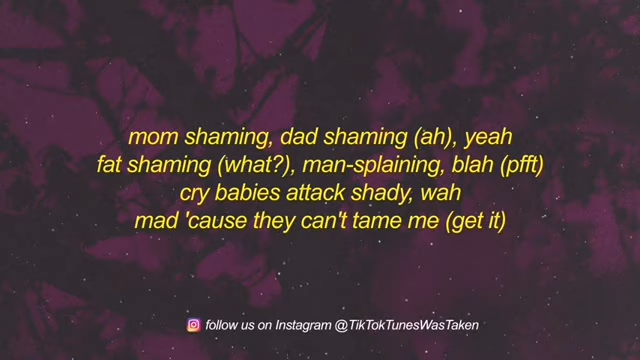 mom shaming, dad shaming (ah), yeah
fat shaming (what?), man-splaining, blah (pfft)
cry babies attack shady, wah
mad 'cause they can't tame me (get it)
follow us on Instagram @TikTokTunesWasTaken